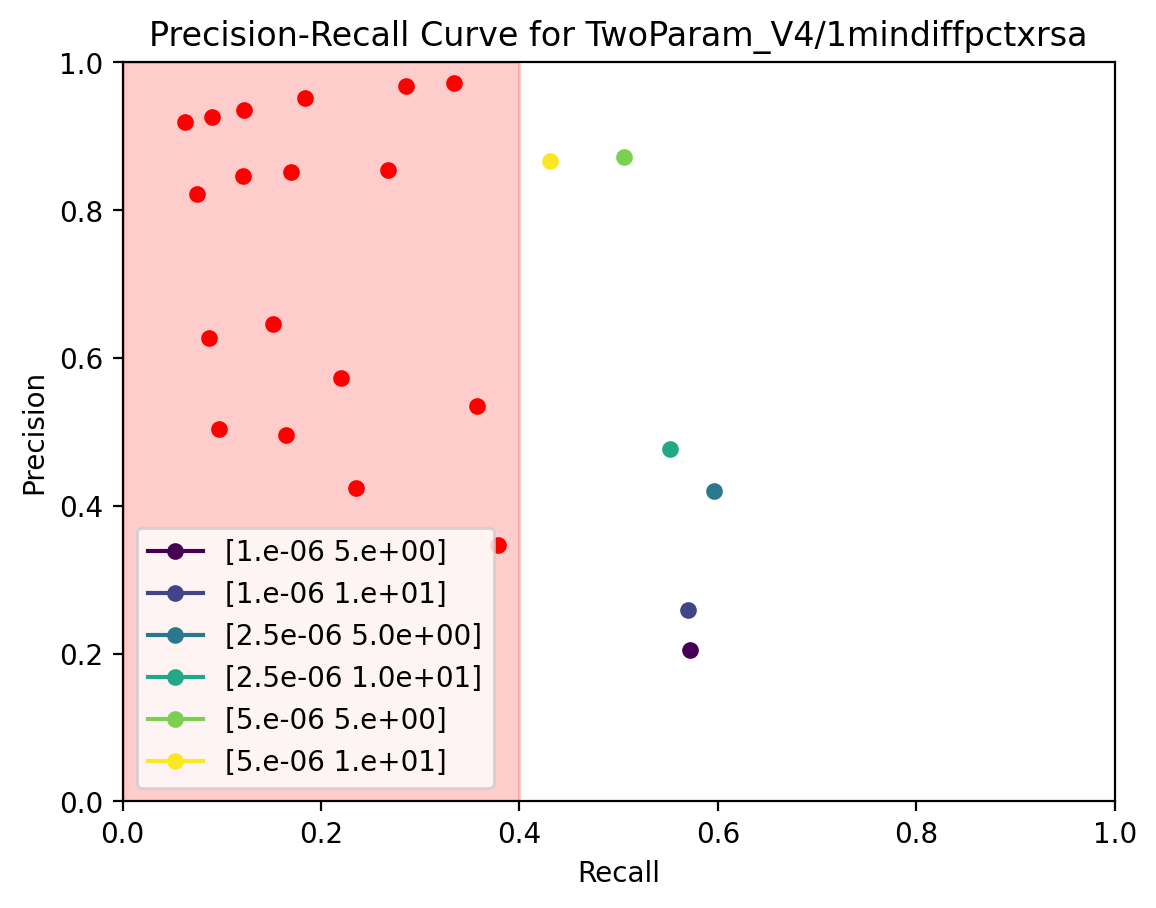 Precision-Recall Curve for TwoParam_V4/1mindiffpctxrsa
1.0
0.8
0.6
0.4
0.2
0.0
Precision
[1.e-06 5.e+00]
[1.e-06 1.e+01]
[2.5e-06 5.0e+00]
[2.5e-06 1.0e+01]
[5.e-06 5.e+00]
[5.e-06 1.e+01]
0.0 0.2 0.4 0.6 0.8 1.0
Recall